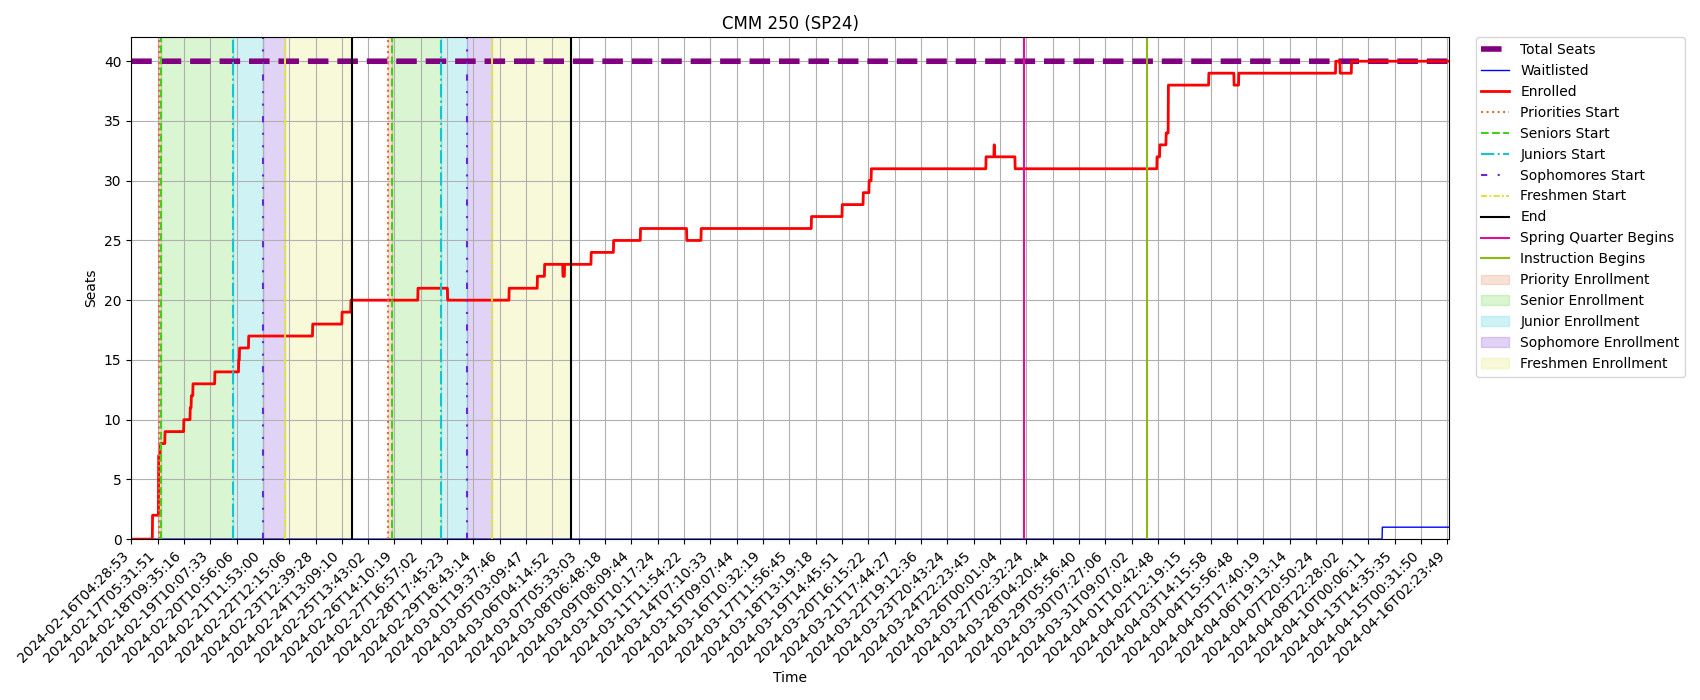 CMM 250 (SP24)
Seats
40
35
30
25
20
15
10
5
0
2024-02-16T04:28:53
2024-02-17T05:31:51
2024-02-18T09:35:16
2024-02-19T10:07:33
2024-02-20T10:56:06
2024-02-21T11:53:00
2024-02-22T12:15:06
2024-02-23T12:39:28
2024-02-24T13:09:10
2024-02-25T13:43:02
2024-02-26T14:10:19
2024-02-27T16:57:02
2024-02-28T17:45:23
2024-02-29T18:43:14
2024-03-01T19:37:46
2024-03-05T03:09:47
2024-03-06T04:14:52
2024-03-07T05:33:03
2024-03-08T06:48:18
2024-03-09T08:09:44
2024-03-10T10:17:24
2024-03-11T11:54:22
2024-03-14T07:10:33
2024-03-15T09:07:44
2024-03-16T10:32:19
2024-03-17T11:56:45
2024-03-18T13:19:18
2024-03-19T14:45:51
2024-03-20T16:15:22
2024-03-21T17:44:27
2024-03-22T19:12:36
2024-03-23T20:43:24
2024-03-24T22:23:45
2024-03-26T00:01:04
2024-03-27T02:32:24
2024-03-28T04:20:44
2024-03-29T05:56:40
2024-03-30T07:27:06
2024-03-31T09:07:02
2024-04-01T10:42:48
2024-04-02T12:19:15
2024-04-03T14:15:58
2024-04-04T15:56:48
2024-04-05T17:40:19
2024-04-06T19:13:14
2024-04-07T20:50:24
2024-04-08T22:28:02
2024-04-10T00:06:11
2024-04-13T14:35:35
2024-04-15T00:31:50
2024-04-16T02:23:49
Time
Total Seats
Waitlisted
Enrolled
Priorities Start
Seniors Start
Juniors Start
Sophomores Start
Freshmen Start
End
Spring Quarter Begins
Instruction Begins
Priority Enrollment
Senior Enrollment
Junior Enrollment
Sophomore Enrollment
Freshmen Enrollment